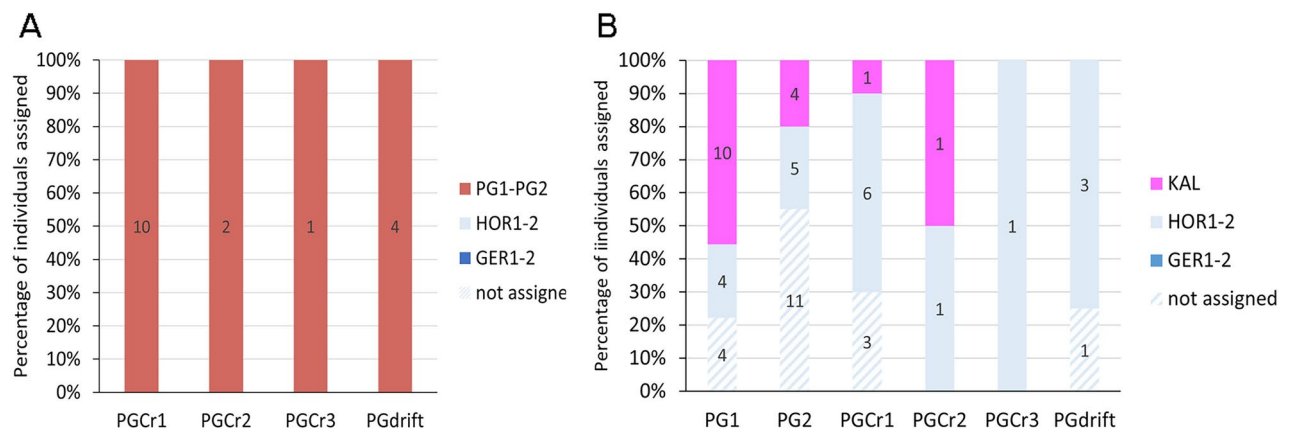 A
Percentage of individuals assigned
100%
90%
80%
70%
60%
50%
40%
30%
20%
10%
0%
10
2
1
4
PGCr1
PGCr2
PGCr3
PGdrift
PG1-PG2
HOR1-2
GER1-2
not assigne
B
Percentage of iindividuals assigned
100%
90%
80%
70%
60%
50%
40%
30%
20%
10%
0%
10
4
4
4
5
11
1
6
3
1
1
1
3
1
PG1
PG2
PGCr1
PGCr2
PGCr3
PGdrift
KAL
HOR1-2
GER1-2
not assigned